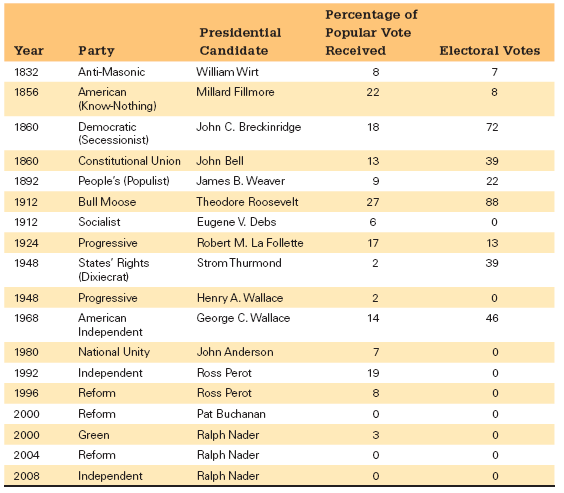 Percentage of
Presidential Popular Vote
Year Party Candidate Received Electoral Votes
1832 Anti-Masonic William Wirt 8 7
1856 American Millard Fillmore 22 8
(Know-Nothing)
1860 Democratic John C. Breckinridge 18 72
(Secessionist)
1860 Constitutional Union John Bell 13 39
1892 People's (Populist) James B. Weaver 9 22
1912 Bull Moose Theodore Roosevelt 27 88
1912 Socialist Eugene V. Debs 6 0
1924 Progressive Robert M. La Follette 17 13
1948 States' Rights Strom Thurmond 2 39
(Dixiecrat)
1948 Progressive Henry A. Wallace 2 0
1968 American George C. Wallace 14 46
Independent
1980 National Unity John Anderson 7 0
1992 Independent Ross Perot 19 0
1996 Reform Ross Perot 8 0
2000 Reform Pat Buchanan 0 0
2000 Green Ralph Nader 3 0
2004 Reform Ralph Nader 0 0
2008 Independent Ralph Nader 0 0